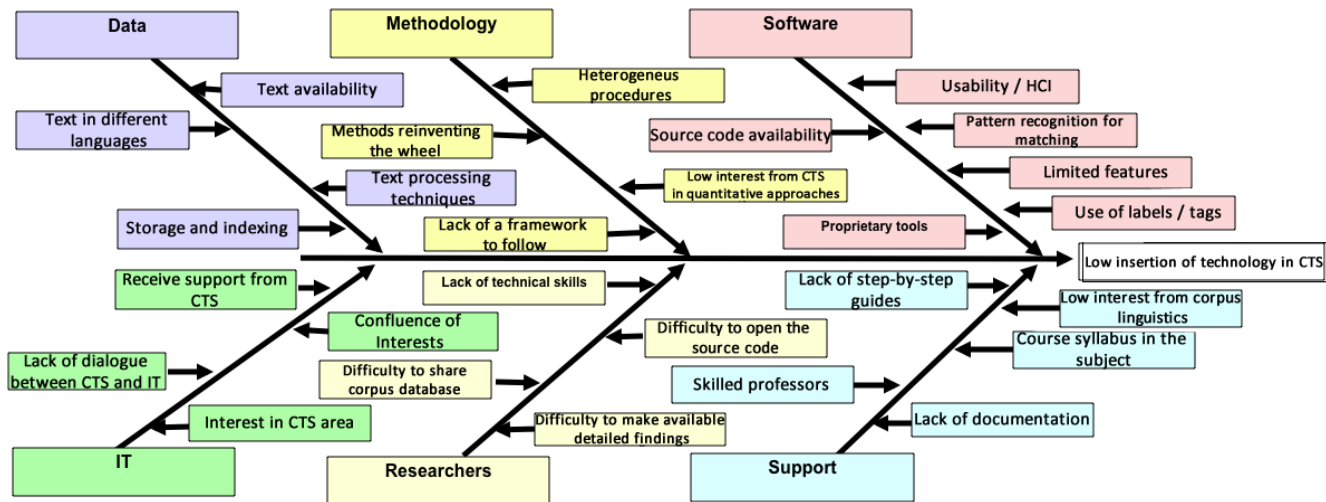 Data
Methodology
Software
Text availability
Text in different
languages
Text processing
techniques
Storage and indexing
Heterogeneus
procedures
Methods reinventing
the wheel
Low interest from CTS
in quantitative approaches
Lack of a framework
to follow
Usability / HCI
Source code availability
Pattern recognition for
matching
Limited features
Use of labels / tags
Proprietary tools
Low insertion of technology in CTS
Receive support from
CTS
Confluence of
Interests
Lack of dialogue
between CTS and IT
Interest in CTS area
IT
Lack of technical skills
Difficulty to open the
source code
Difficulty to share
corpus database
Difficulty to make available
detailed findings
Researchers
Lack of step-by-step
guides
Low interest from corpus
linguistics
Course syllabus in the
subject
Skilled professors
Lack of documentation
Support